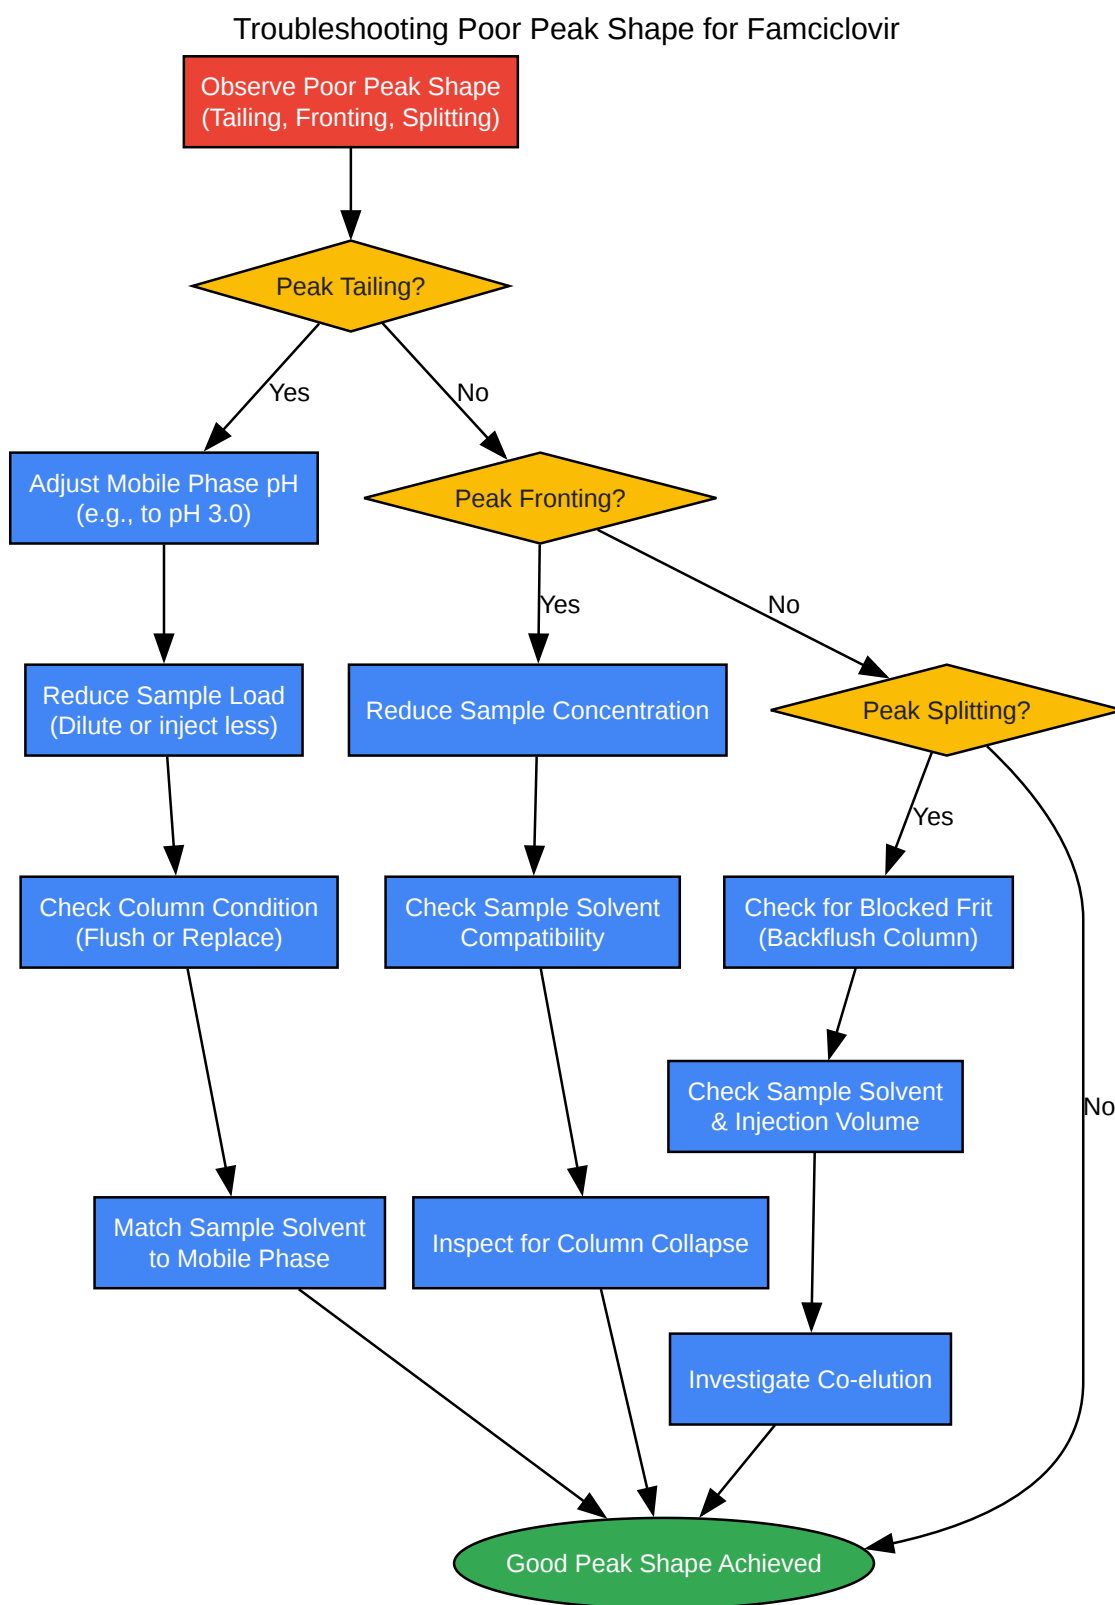 Troubleshooting Poor Peak Shape for Famciclovir
Observe Poor Peak Shape
(Tailing, Fronting, Splitting)
Peak Tailing?
Yes
No
Adjust Mobile Phase pH
(e.g., to pH 3.0)
Peak Fronting?
Yes
No
Reduce Sample Load
(Dilute or inject less)
Reduce Sample Concentration
Peak Splitting?
Yes
Check Column Condition
(Flush or Replace)
Check Sample Solvent
Compatibility
Check for Blocked Frit
(Backflush Column)
Check Sample Solvent
& Injection Volume
No
Match Sample Solvent
to Mobile Phase
Inspect for Column Collapse
Investigate Co-elution
Good Peak Shape Achieved